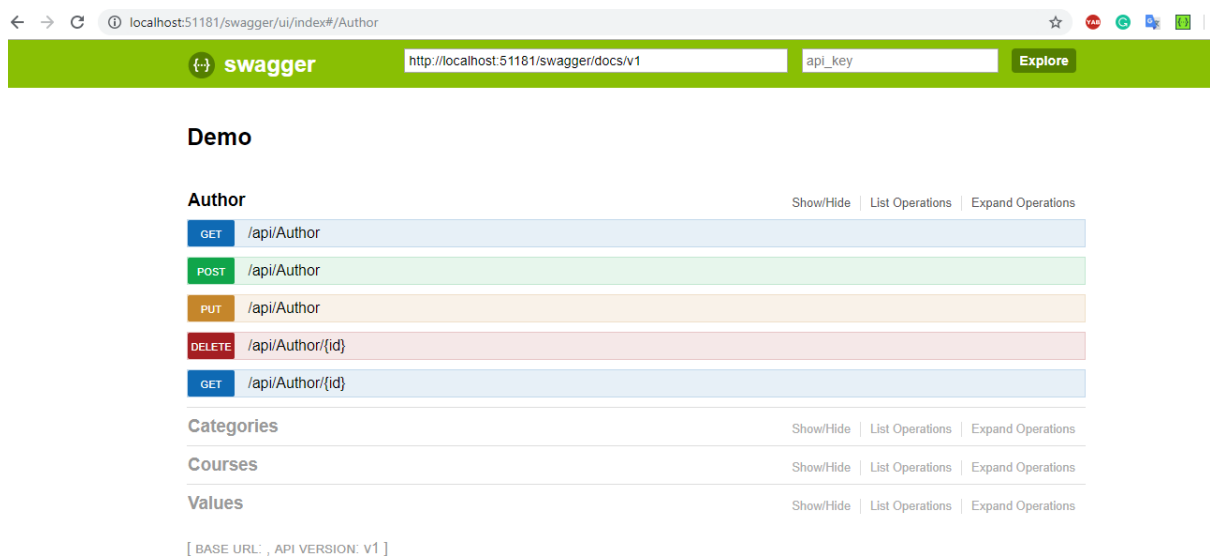 localhost:51181/swagger/ui/index#/Author
YAB
swagger http://localhost:51181/swagger/docs/v1 api_key Explore
Demo
Author Show/Hide List Operations Expand Operations
GET /api/Author
POST /api/Author
PUT /api/Author
DELETE /api/Author/{id}
GET /api/Author/{id}
Categories Show/Hide List Operations Expand Operations
Courses Show/Hide List Operations Expand Operations
Values Show/Hide List Operations Expand Operations
[ BASE URL: , API VERSION: V1 ]